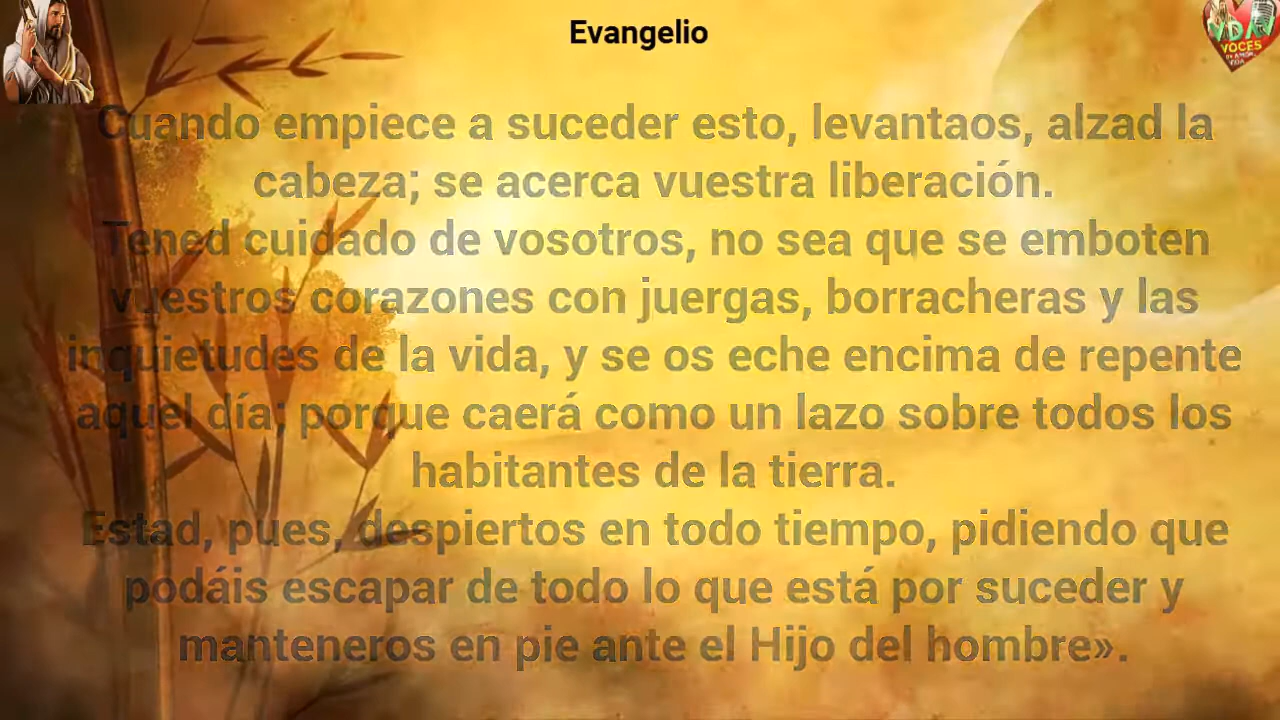 Evangelio
VDA
VOCES
Cuando empiece a suceder esto, levantaos, alzad la
cabeza; se acerca vuestra liberación.
Tened cuidado de vosotros, no sea que se emboten
vuestros corazones con juergas, borracheras y las
inquietudes de la vida, y se os eche encima de repente
aquel día; porque caerá como un lazo sobre todos los
habitantes de la tierra.
Estad, pues, despiertos en todo tiempo, pidiendo que
podáis escapar de todo lo que está por suceder y
manteneros en pie ante el Hijo del hombre».